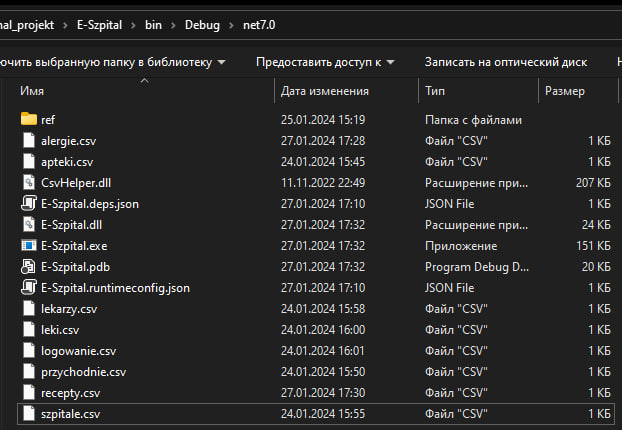 nal_projekt > E-Szpital > bin > Debug > net7.0
ючить выбранную папку в библиотеку Предоставить доступ к Записать на оптический диск
Имя Дата изменения Тип Размер
ref 25.01.2024 15:19 Папка с файлами
alergie.csv 27.01.2024 17:28 Файл "CSV" 1 КБ
apteki.csv 24.01.2024 15:45 Файл "CSV" 1 КБ
CsvHelper.dll 11.11.2022 22:49 Расширение при... 207 КБ
E-Szpital.deps.json 27.01.2024 17:10 JSON File 1 КБ
E-Szpital.dll 27.01.2024 17:32 Расширение при... 24 КБ
E-Szpital.exe 27.01.2024 17:32 Приложение 151 КБ
E-Szpital.pdb 27.01.2024 17:32 Program Debug D... 20 КБ
E-Szpital.runtimeconfig.json 27.01.2024 17:10 JSON File 1 КБ
lekarzy.csv 24.01.2024 15:58 Файл "CSV" 1 КБ
leki.csv 24.01.2024 16:00 Файл "CSV" 1 КБ
logowanie.csv 24.01.2024 16:01 Файл "CSV" 1 КБ
przychodnie.csv 24.01.2024 15:50 Файл "CSV" 1 КБ
recepty.csv 27.01.2024 17:30 Файл "CSV" 1 КБ
szpitale.csv 24.01.2024 15:55 Файл "CSV" 1 КБ